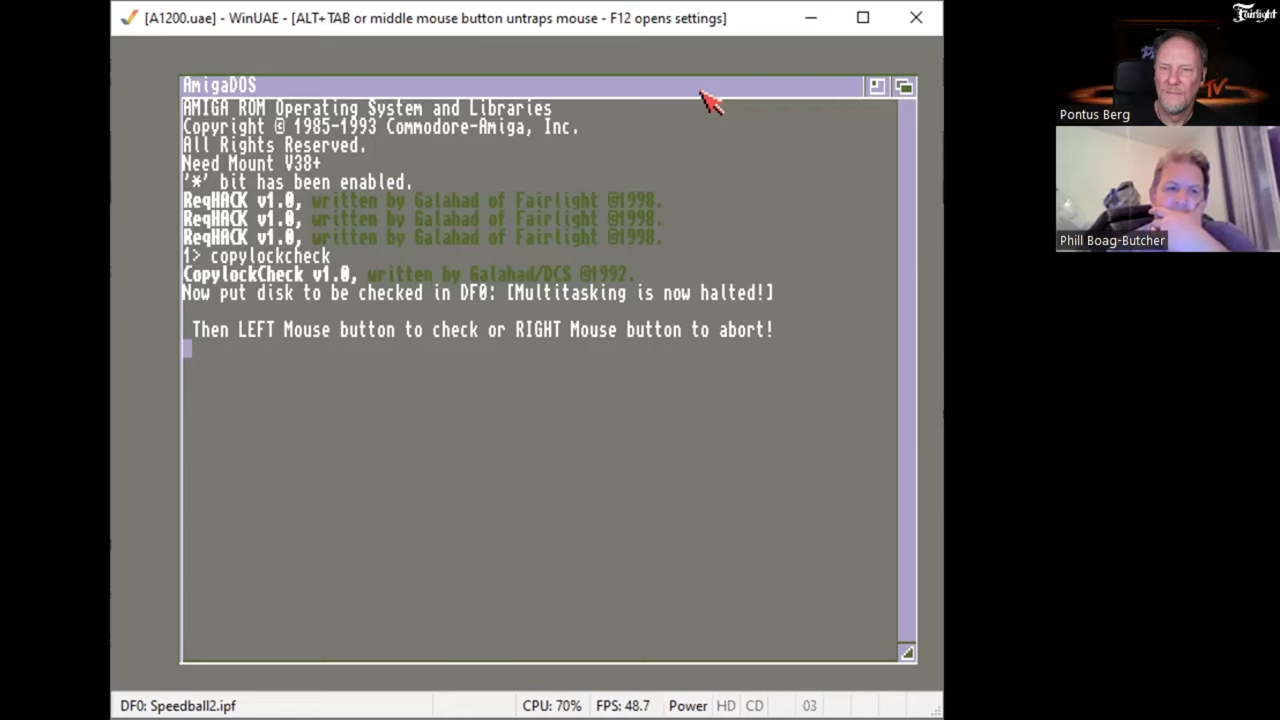 [A1200.uae] - WinUAE - [ALT+TAB or middle mouse button untraps mouse - F12 opens settings]
AmigaDOS
AMIGA ROM Operating System and Libraries
Copyright © 1985-1993 Commodore-Amiga, Inc.
All Rights Reserved.
Need Mount V38+
'*' bit has been enabled.
ReqHACK v1.0, written by Galahad of Fairlight @1998.
ReqHACK v1.0, written by Galahad of Fairlight @1998.
ReqHACK v1.0, written by Galahad of Fairlight @1998.
1> copylockcheck
CopylockCheck v1.0, written by Galahad/DCS @1992.
Now put disk to be checked in DF0: [Multitasking is now halted!]
Then LEFT Mouse button to check or RIGHT Mouse button to abort!
DF0: Speedball2.ipf
CPU: 70%
FPS: 48.7
Power
HD
CD
03
Fairlight
TV
Pontus Berg
Phill Boag-Butcher